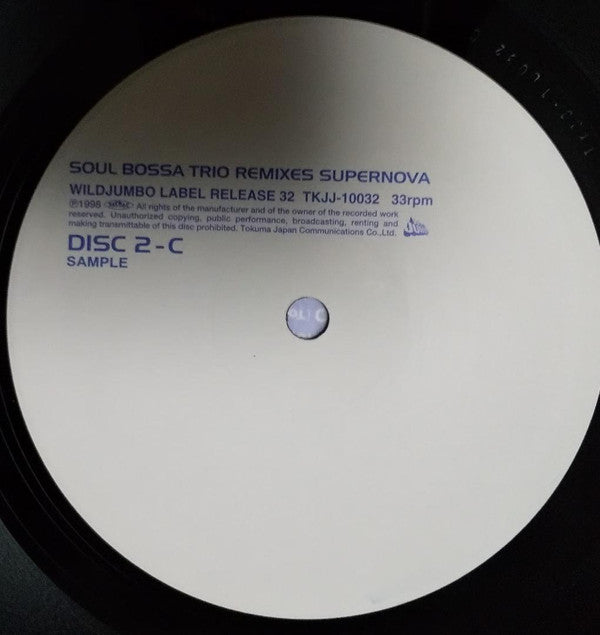 SOUL BOSSA TRIO REMIXES SUPERNOVA
WILDJUMBO LABEL RELEASE 32 TKJJ-10032 33rpm
℗1998 All rights of the manufacturer and of the owner of the recorded work
reserved. Unauthorized copying, public performance, broadcasting, renting and
making transmittable of this disc prohibited. Tokuma Japan Communications Co.,Ltd.
DISC 2-C
SAMPLE